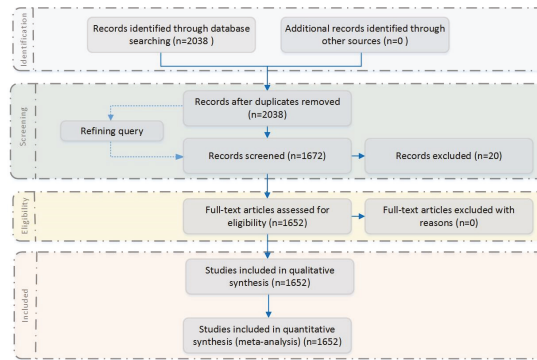 Identification
Records identified through database
searching (n=2038 )
Additional records identified through
other sources (n=0 )
Screening
Records after duplicates removed
(n=2038)
Refining query
Records screened (n=1672)
Records excluded (n=20)
Eligibility
Full-text articles assessed for
eligibility (n=1652)
Full-text articles excluded with
reasons (n=0)
Included
Studies included in qualitative
synthesis (n=1652)
Studies included in quantitative
synthesis (meta-analysis) (n=1652)